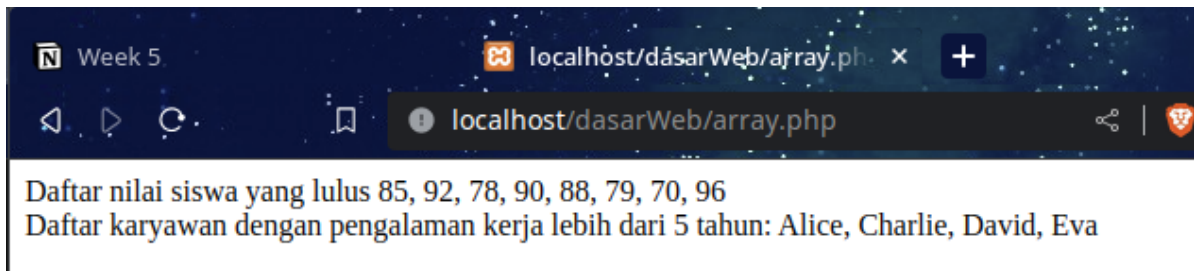 Week 5
localhost/dasarWeb/array.ph
localhost/dasarWeb/array.php
Daftar nilai siswa yang lulus 85, 92, 78, 90, 88, 79, 70, 96
Daftar karyawan dengan pengalaman kerja lebih dari 5 tahun: Alice, Charlie, David, Eva